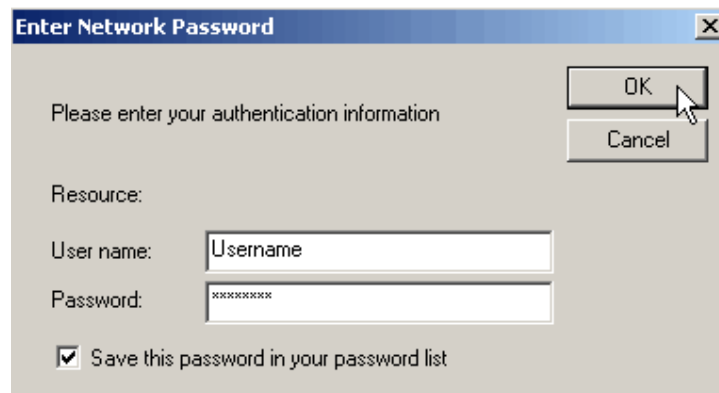 Enter Network Password
OK
Please enter your authentication information
Cancel
Resource:
User name: Username
Password: ********
Save this password in your password list